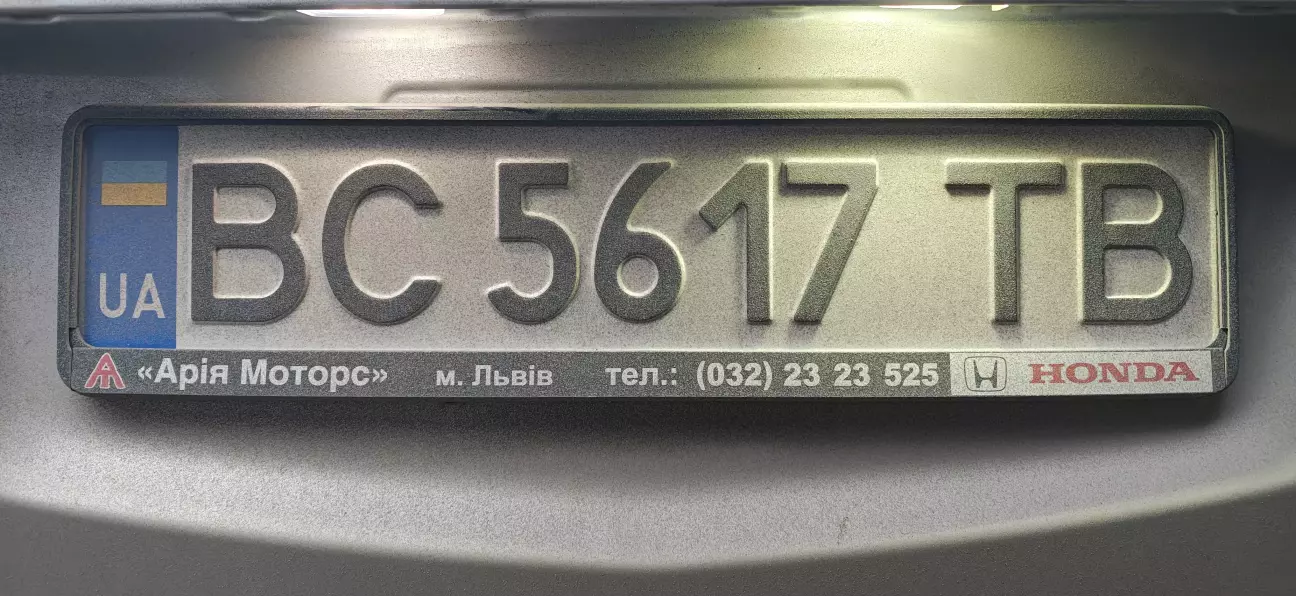 UA BC 5617 TB
«Арія Моторс» м. Львів тел.: (032) 23 23 525 HONDA